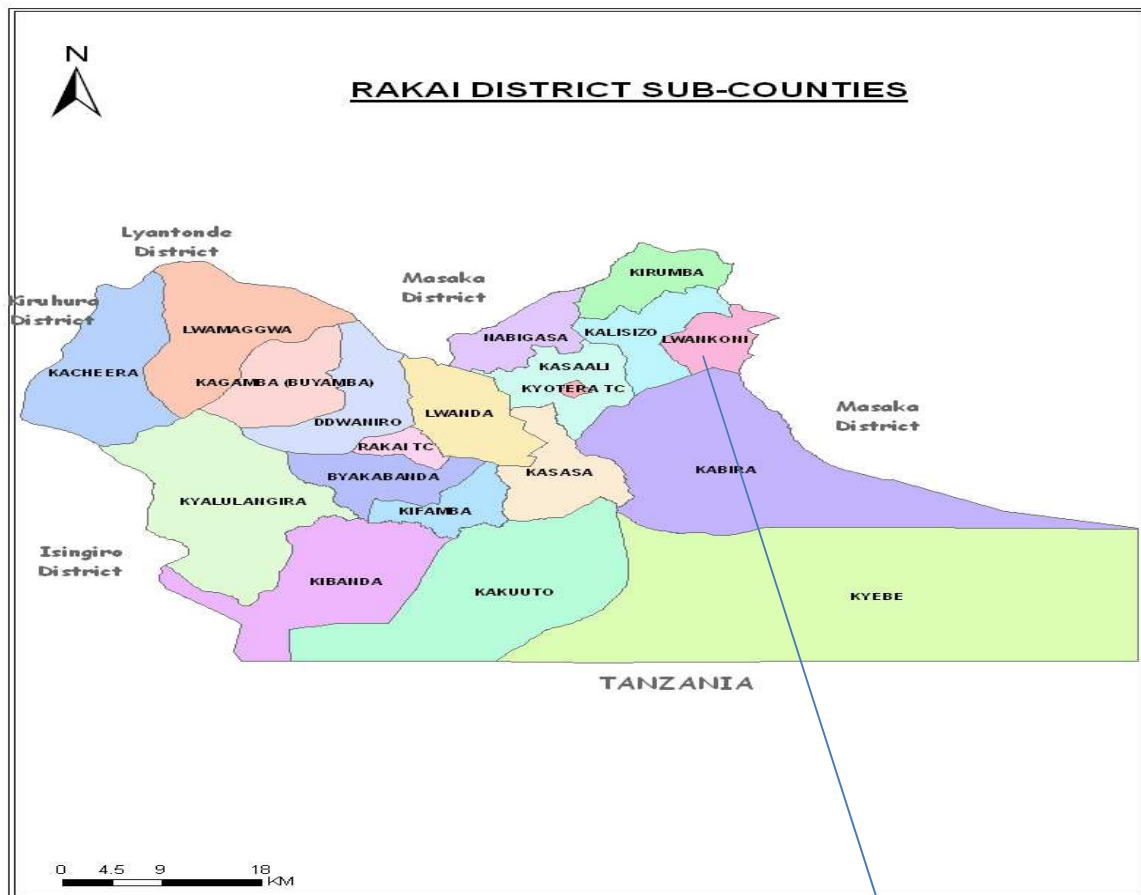 N
RAKAI DISTRICT SUB-COUNTIES
Lyantonde
District
Masaka
District
Kiruhura
District
KIRUMBA
LWAMAGGWA
NABIGASA
KALISIZO
LWANKONI
KACHEERA
KAGAMBA (BUYAMBA)
KASAALI
KYOTERA TC
DDWANIRO
LWANDA
Masaka
District
RAKAI TC
BYAKABANDA
KASASA
KABIRA
KYALULANGIRA
KIFAMBA
Isingiro
District
KIBANDA
KAKUUTO
KYEBE
TANZANIA
0 4.5 9 18
KM